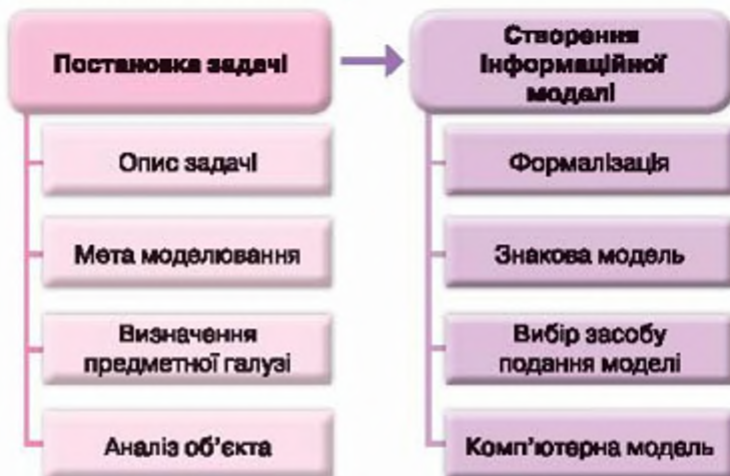 Постановка задачі
Опис задачі
Мета моделювання
Визначення
предметної галузі
Аналіз об'єкта
Створення
інформаційної
моделі
Формалізація
Знакова модель
Вибір засобу
подання моделі
Комп'ютерна модель